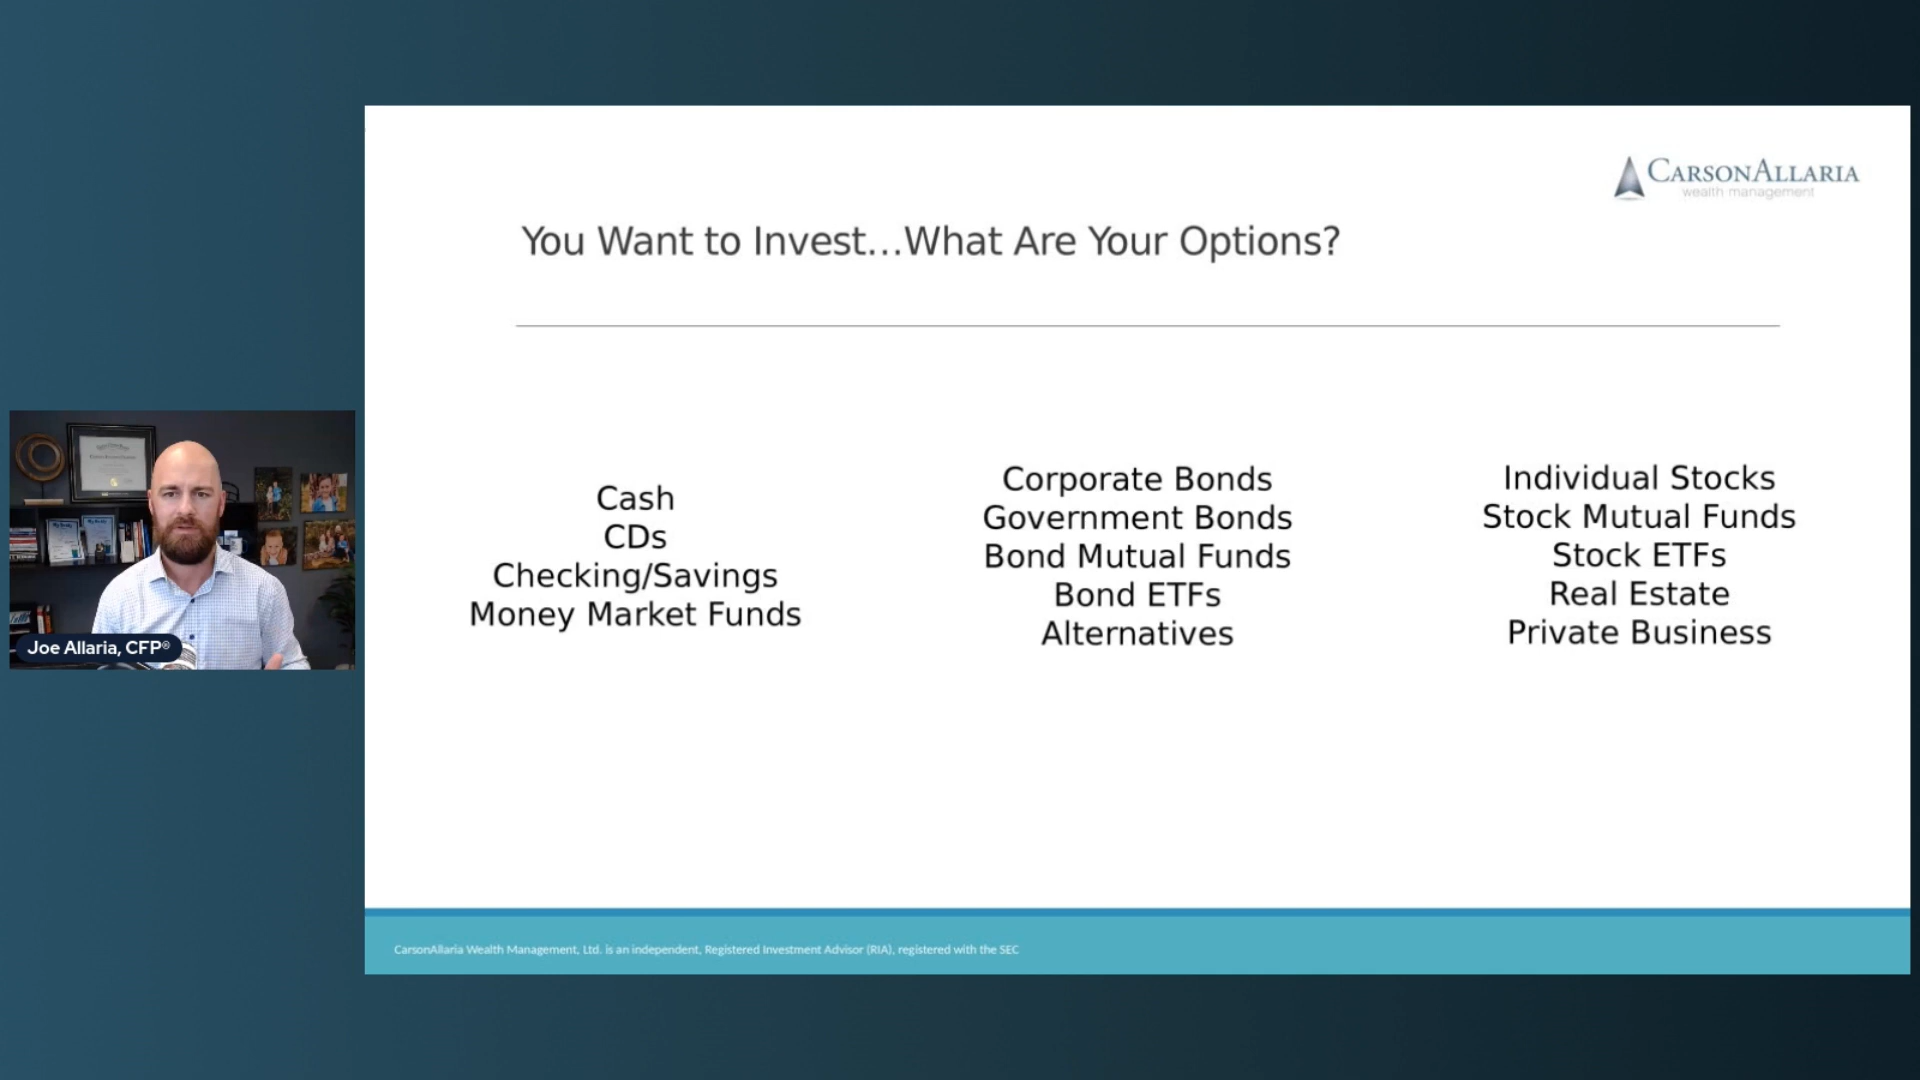 CARSONALLARIA
wealth management
You Want to Invest...What Are Your Options?
Cash
CDs
Checking/Savings
Money Market Funds
Corporate Bonds
Government Bonds
Bond Mutual Funds
Bond ETFs
Alternatives
Individual Stocks
Stock Mutual Funds
Stock ETFs
Real Estate
Private Business
Joe Allaria, CFP®
CarsonAllaria Wealth Management, Ltd. is an independent, Registered Investment Advisor (RIA), registered with the SEC